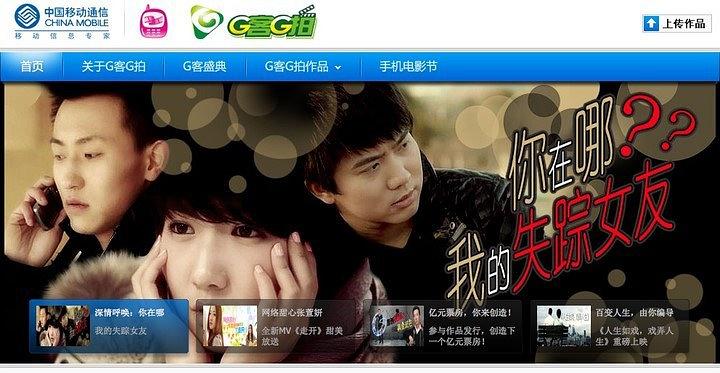 中国移动通信
CHINA MOBILE
移动信息专家
G客G拍
上传作品
首页
关于G客G拍
G客盛典
G客G拍作品
手机电影节
你在哪???
我的失踪女友
深情呼唤：你在哪
我的失踪女友
网络甜心张萱妍
全新MV《走开》甜美
放送
亿元票房，你来创造！
参与作品发行，创造下
一个亿元票房！
百变人生，由你编导
《人生如戏，戏弄人
生》重磅上映